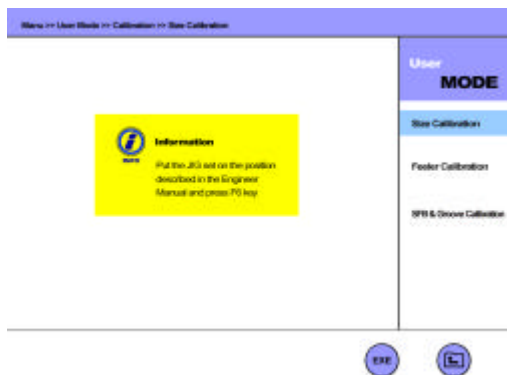 Menu >> User Mode >> Calibration >> Size Calibration
User
MODE
Information
Put the JIG set on the position
described in the Engineer
Manual and press F6 key
Size Calibration
Feeler Calibration
SFB & Groove Calibration
EXE